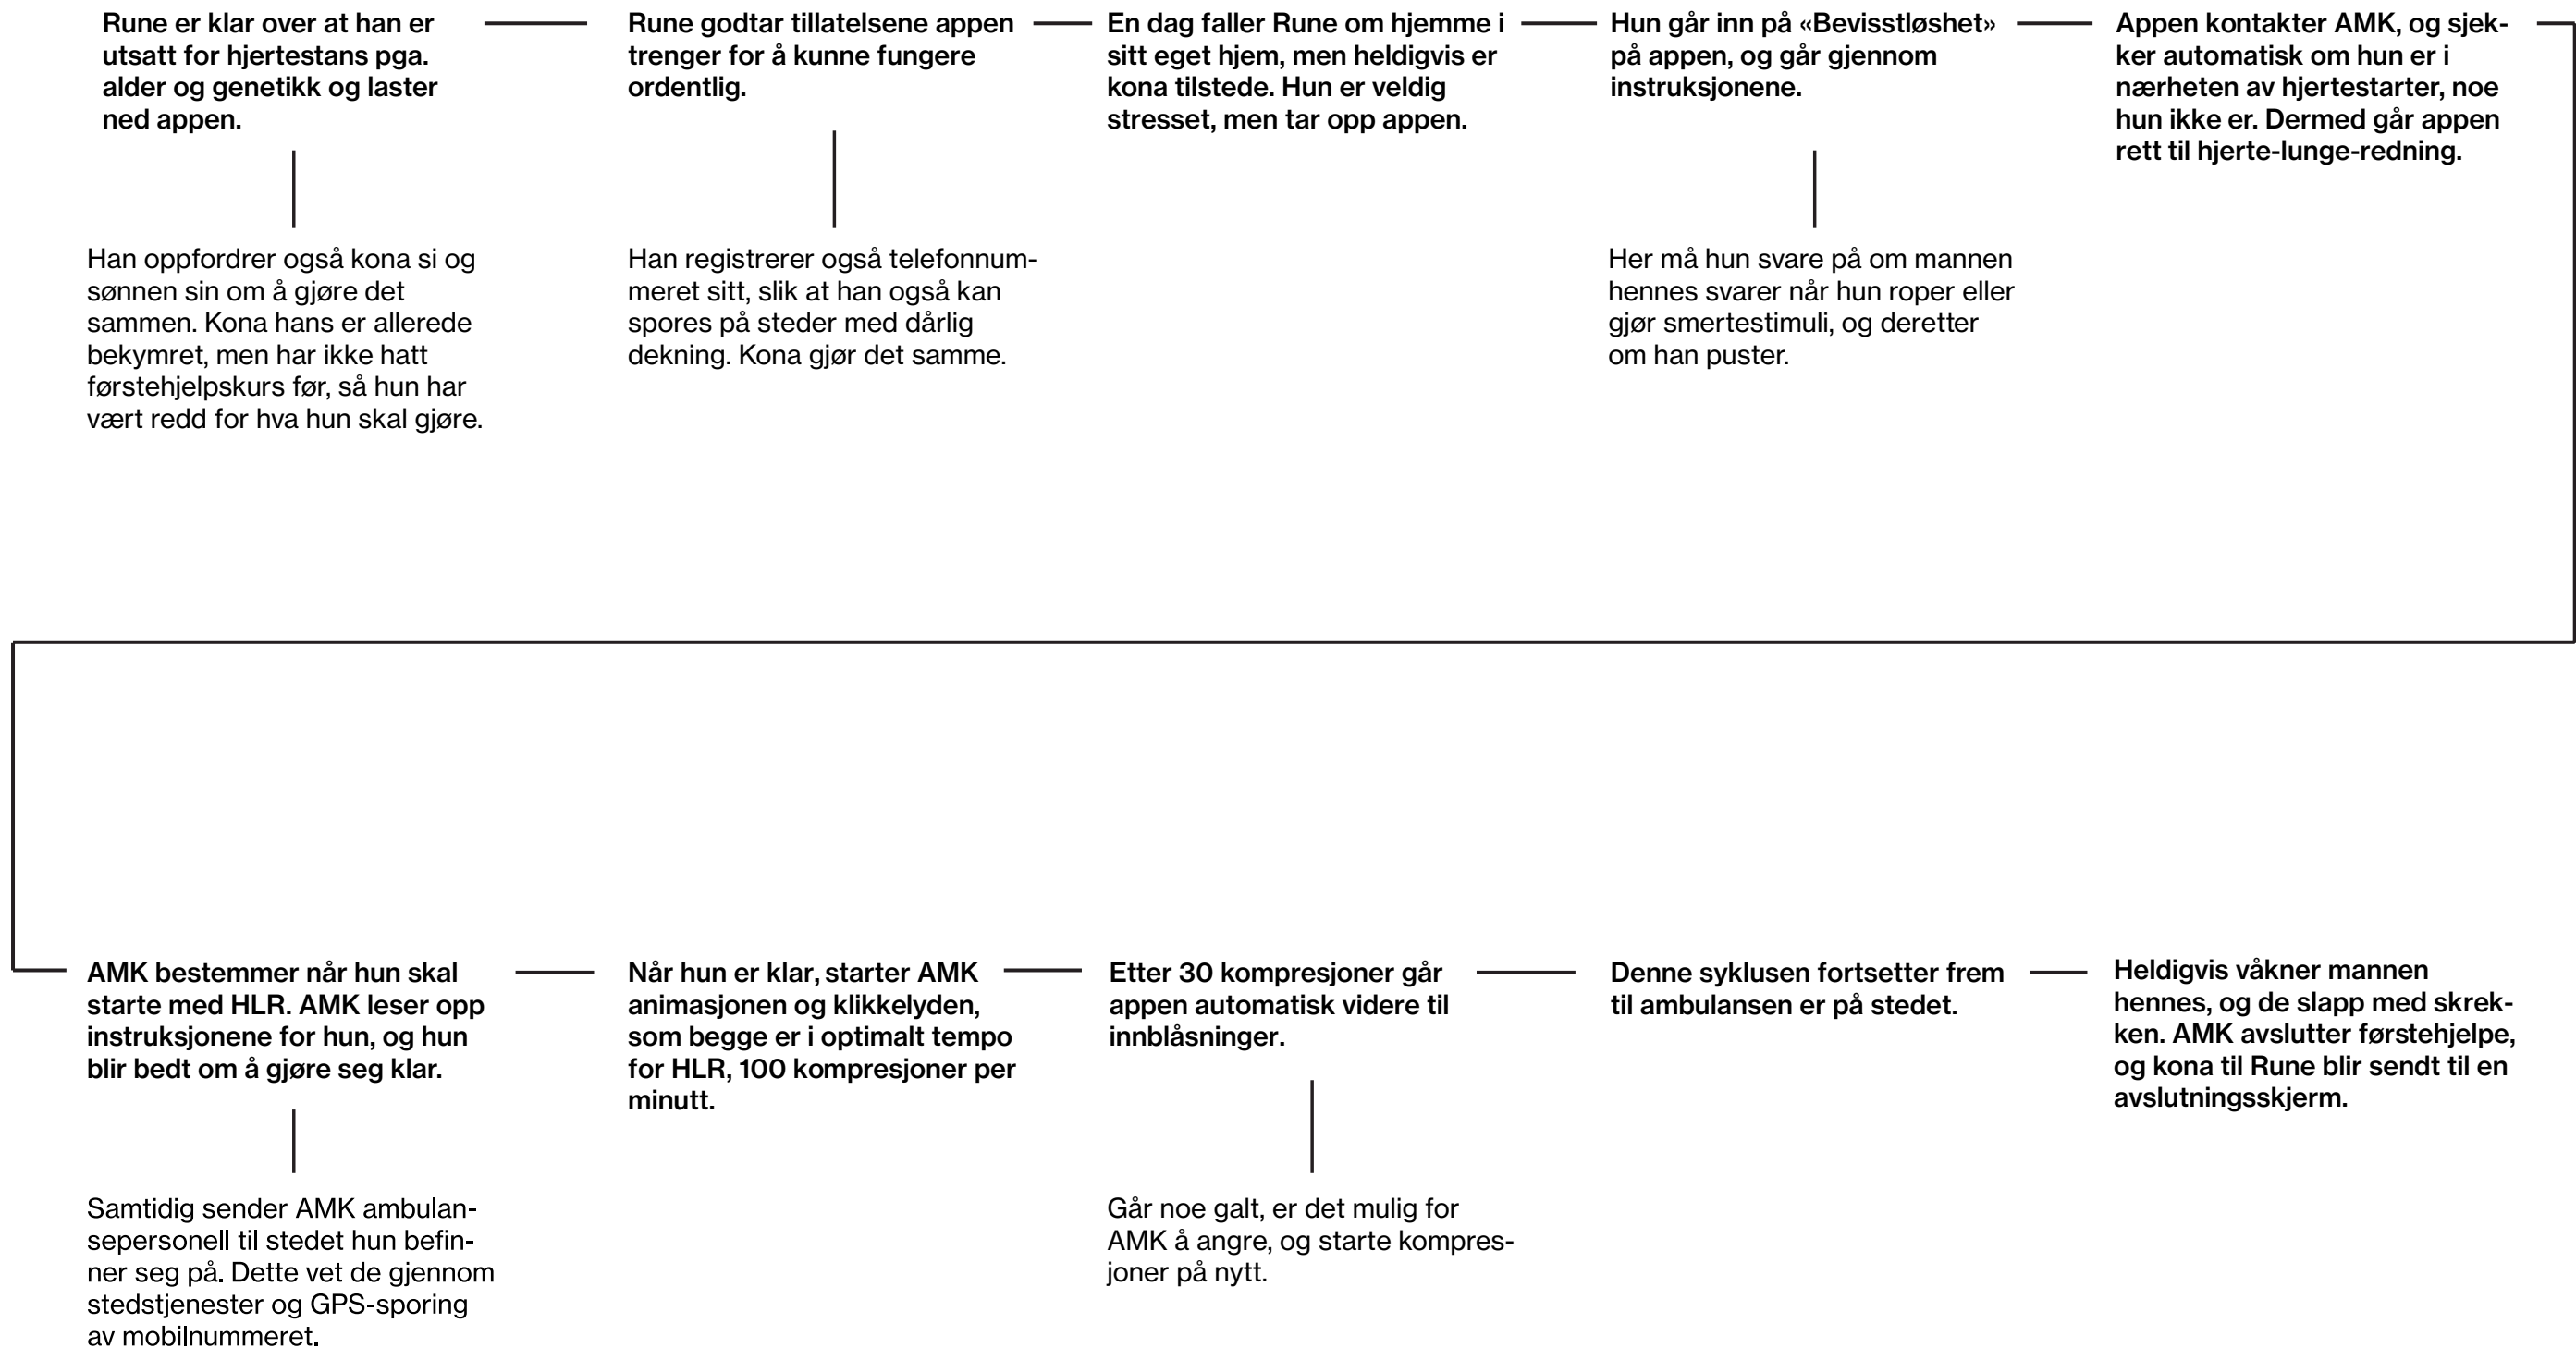 Rune er klar over at han er
utsatt for hjertestans pga.
alder og genetikk og laster
ned appen.
Han oppfordrer også kona si og
sønnen sin om å gjøre det
sammen. Kona hans er allerede
bekymret, men har ikke hatt
førstehjelpskurs før, så hun har
vært redd for hva hun skal gjøre.
Rune godtar tillatelsene appen
trenger for å kunne fungere
ordentlig.
Han registrerer også telefonnum-
meret sitt, slik at han også kan
spores på steder med dårlig
dekning. Kona gjør det samme.
En dag faller Rune om hjemme i
sitt eget hjem, men heldigvis er
kona tilstede. Hun er veldig
stresset, men tar opp appen.
Hun går inn på «Bevisstløshet»
på appen, og går gjennom
instruksjonene.
Her må hun svare på om mannen
hennes svarer når hun roper eller
gjør smertestimuli, og deretter
om han puster.
Appen kontakter AMK, og sjek-
ker automatisk om hun er i
nærheten av hjertestarter, noe
hun ikke er. Dermed går appen
rett til hjerte-lunge-redning.
AMK bestemmer når hun skal
starte med HLR. AMK leser opp
instruksjonene for hun, og hun
blir bedt om å gjøre seg klar.
Samtidig sender AMK ambulan-
sepersonell til stedet hun befin-
ner seg på. Dette vet de gjennom
stedstjenester og GPS-sporing
av mobilnummeret.
Når hun er klar, starter AMK
animasjonen og klikkelyden,
som begge er i optimalt tempo
for HLR, 100 kompresjoner per
minutt.
Etter 30 kompresjoner går
appen automatisk videre til
innblåsninger.
Går noe galt, er det mulig for
AMK å angre, og starte kompres-
joner på nytt.
Denne syklusen fortsetter frem
til ambulansen er på stedet.
Heldigvis våkner mannen
hennes, og de slapp med skrek-
ken. AMK avslutter førstehjelpe,
og kona til Rune blir sendt til en
avslutningsskjerm.